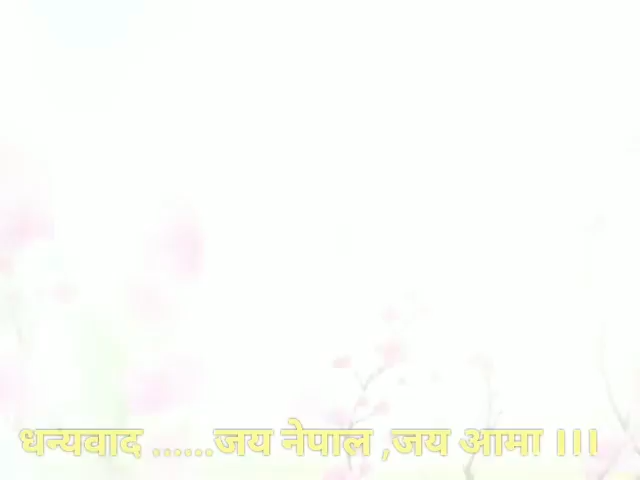 धन्यवाद ......जय नेपाल ,जय आमा ।।।